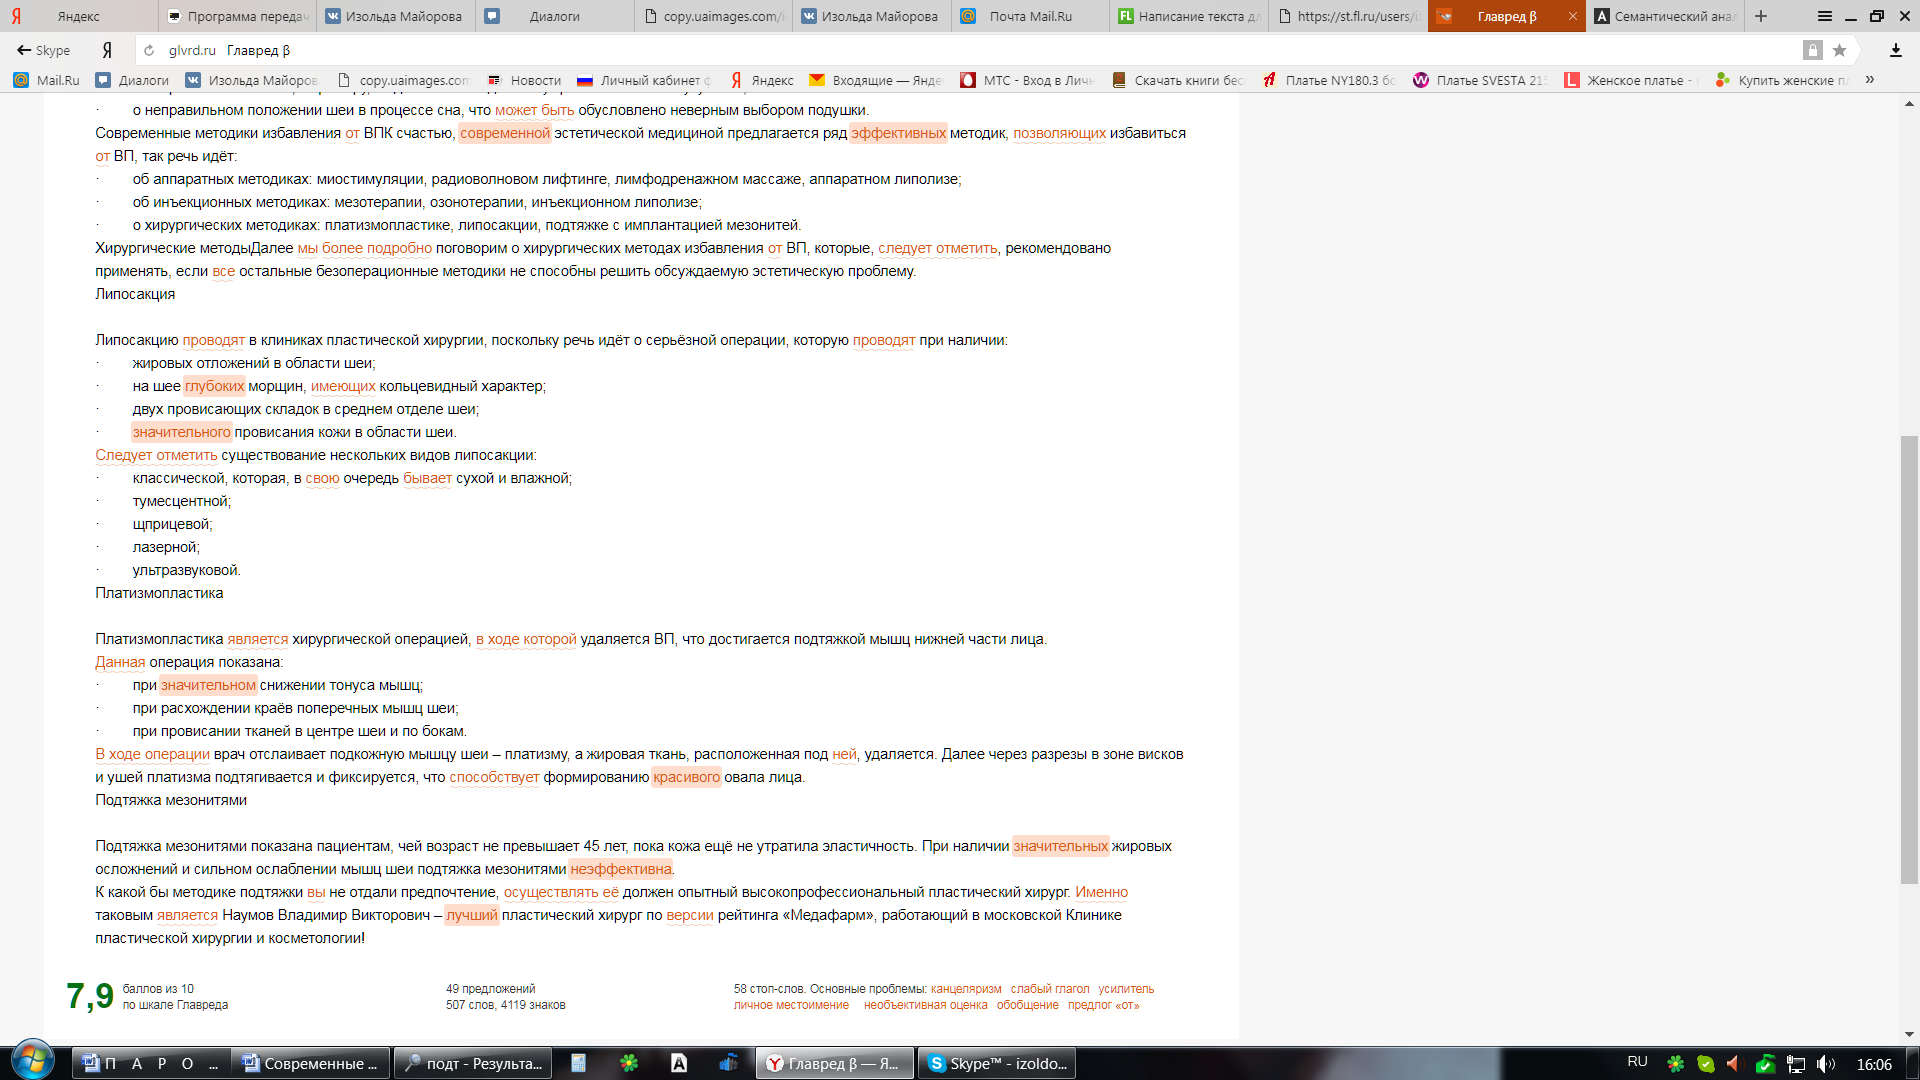 Яндекс Программа передач Изольда Майорова Диалоги copy.uaimages.com/i Изольда Майорова Почта Mail.Ru Написание текста дл https://st.fl.ru/users/iz Главред β Семантический анал
Skype glvrd.ru Главред β
Mail.Ru Диалоги Изольда Майоров copy.uaimages.com Новости Личный кабинет ф Яндекс Входящие — Янде МТС - Вход в Личн Скачать книги бес Платье NY180.3 бо Платье SVESTA 215 Женское платье - Купить женские пл »
· о неправильном положении шеи в процессе сна, что может быть обусловлено неверным выбором подушки.
Современные методики избавления от ВПК счастью, современной эстетической медициной предлагается ряд эффективных методик, позволяющих избавиться
от ВП, так речь идёт:
· об аппаратных методиках: миостимуляции, радиоволновом лифтинге, лимфодренажном массаже, аппаратном липолизе;
· об инъекционных методиках: мезотерапии, озонотерапии, инъекционном липолизе;
· о хирургических методиках: платизмопластике, липосакции, подтяжке с имплантацией мезонитей.
Хирургические методыДалее мы более подробно поговорим о хирургических методах избавления от ВП, которые, следует отметить, рекомендовано
применять, если все остальные безоперационные методики не способны решить обсуждаемую эстетическую проблему.
Липосакция
Липосакцию проводят в клиниках пластической хирургии, поскольку речь идёт о серьёзной операции, которую проводят при наличии:
· жировых отложений в области шеи;
· на шее глубоких морщин, имеющих кольцевидный характер;
· двух провисающих складок в среднем отделе шеи;
· значительного провисания кожи в области шеи.
Следует отметить существование нескольких видов липосакции:
· классической, которая, в свою очередь бывает сухой и влажной;
· тумесцентной;
· щприцевой;
· лазерной;
· ультразвуковой.
Платизмопластика
Платизмопластика является хирургической операцией, в ходе которой удаляется ВП, что достигается подтяжкой мышц нижней части лица.
Данная операция показана:
· при значительном снижении тонуса мышц;
· при расхождении краёв поперечных мышц шеи;
· при провисании тканей в центре шеи и по бокам.
В ходе операции врач отслаивает подкожную мышцу шеи – платизму, а жировая ткань, расположенная под ней, удаляется. Далее через разрезы в зоне висков
и ушей платизма подтягивается и фиксируется, что способствует формированию красивого овала лица.
Подтяжка мезонитями
Подтяжка мезонитями показана пациентам, чей возраст не превышает 45 лет, пока кожа ещё не утратила эластичность. При наличии значительных жировых
осложнений и сильном ослаблении мышц шеи подтяжка мезонитями неэффективна.
К какой бы методике подтяжки вы не отдали предпочтение, осуществлять её должен опытный высокопрофессиональный пластический хирург. Именно
таковым является Наумов Владимир Викторович – лучший пластический хирург по версии рейтинга «Медафарм», работающий в московской Клинике
пластической хирургии и косметологии!
7,9 баллов из 10 49 предложений 58 стоп-слов. Основные проблемы: канцеляризм слабый глагол усилитель
по шкале Главреда 507 слов, 4119 знаков личное местоимение необъективная оценка обобщение предлог «от»
П А Р О ... Современные ... подт - Результа... Главред β — Я... Skype™ - izoldo... RU 16:06